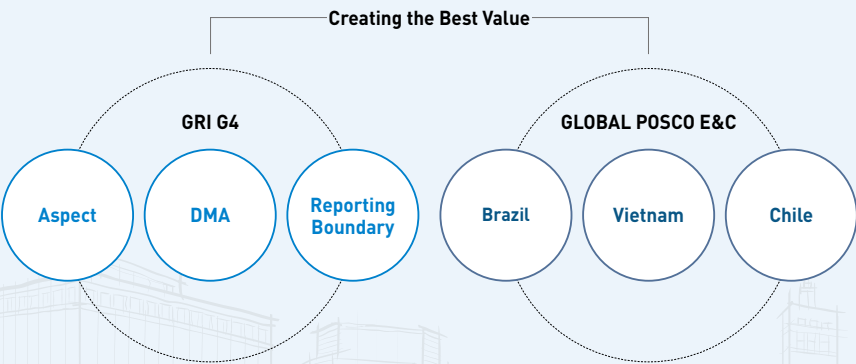 Creating the Best Value
GRI G4
GLOBAL POSCO E&C
Aspect
DMA
Reporting
Boundary
Brazil
Vietnam
Chile